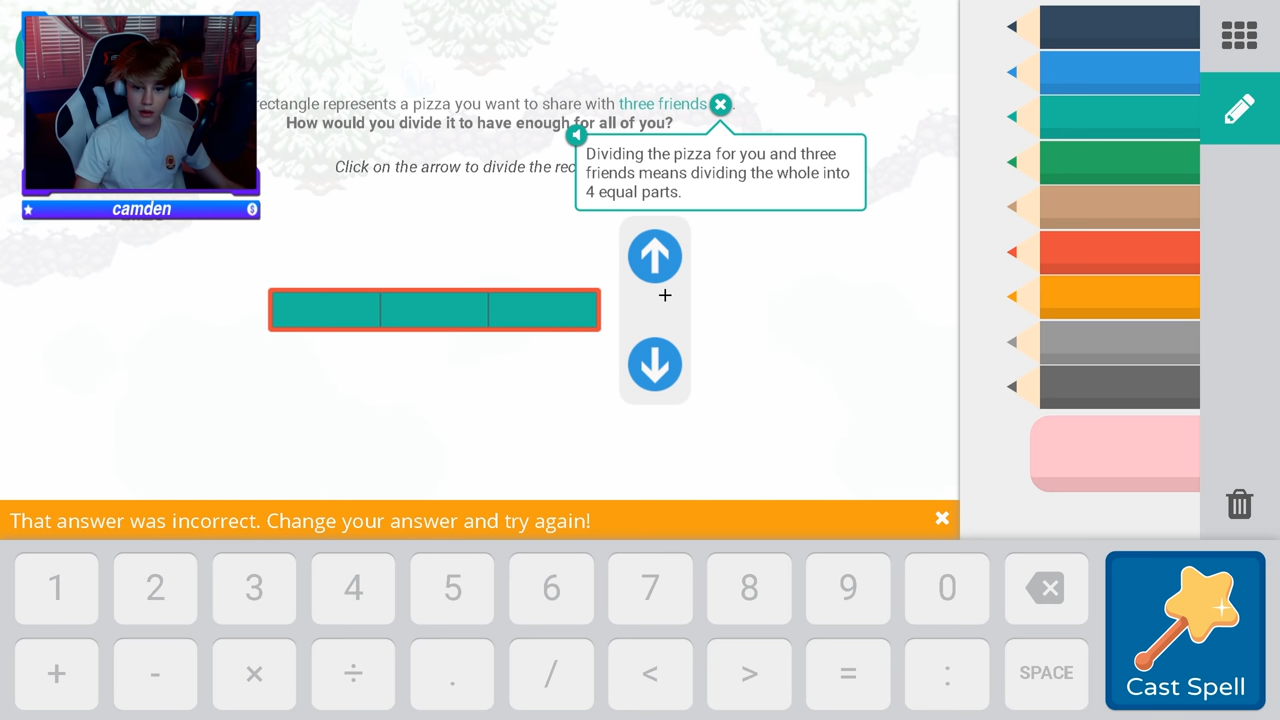 rectangle represents a pizza you want to share with three friends .
How would you divide it to have enough for all of you?
Click on the arrow to divide the rec
Dividing the pizza for you and three
friends means dividing the whole into
4 equal parts.
camden
That answer was incorrect. Change your answer and try again!
1 2 3 4 5 6 7 8 9 0
+ - × ÷ . / < > = : SPACE
Cast Spell